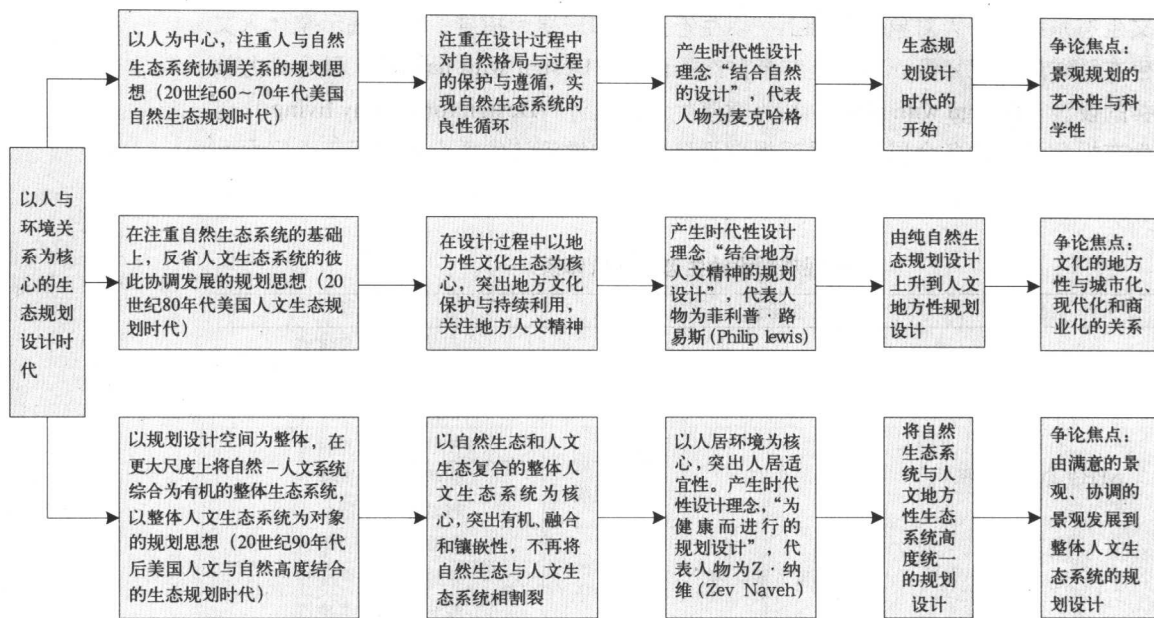 以人与
环境关
系为核
心的生
态规划
设计时
代
以人为中心，注重人与自然
生态系统协调关系的规划思
想（20世纪60～70年代美国
自然生态规划时代）
注重在设计过程中
对自然格局与过程
的保护与遵循，实
现自然生态系统的
良性循环
产生时代性设计
理念“结合自然
的设计”，代表
人物为麦克哈格
生态规
划设计
时代的
开始
争论焦点：
景观规划的
艺术性与科
学性
在注重自然生态系统的基础
上，反省人文生态系统的彼
此协调发展的规划思想（20
世纪80年代美国人文生态规
划时代）
在设计过程中以地
方性文化生态为核
心，突出地方文化
保护与持续利用，
关注地方人文精神
产生时代性设计
理念“结合地方
人文精神的规划
设计”，代表人
物为菲利普·路
易斯(Philip lewis)
由纯自然生
态规划设计
上升到人文
地方性规划
设计
争论焦点：
文化的地方
性与城市化、
现代化和商
业化的关系
以规划设计空间为整体，在
更大尺度上将自然－人文系统
综合为有机的整体生态系统，
以整体人文生态系统为对象
的规划思想（20世纪90年代
后美国人文与自然高度结合
的生态规划时代）
以自然生态和人文
生态复合的整体人
文生态系统为核
心，突出有机、融合
和镶嵌性，不再将
自然生态与人文生
态系统相割裂
以人居环境为核
心，突出人居适
宜性。产生时代
性设计理念，“为
健康而进行的
规划设计”，代
表人物为Z·纳
维(Zev Naveh)
将自然
生态系
统与人
文地方
性生态
系统高
度统一
的规划
设计
争论焦点：
由满意的景
观、协调的
景观发展到
整体人文生
态系统的规
划设计